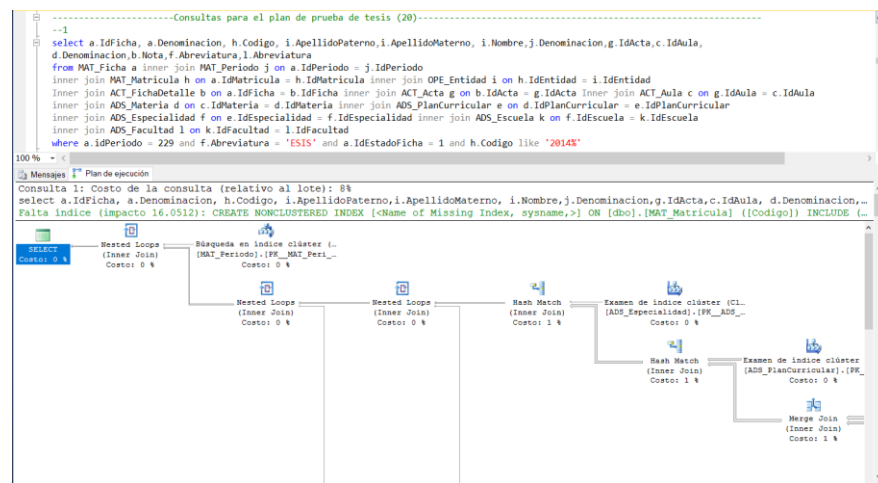 ----------------------Consultas para el plan de prueba de tesis (20)----------------------------------------------------------------
--1
select a.IdFicha, a.Denominacion, h.Codigo, i.ApellidoPaterno,i.ApellidoMaterno, i.Nombre,j.Denominacion,g.IdActa,c.IdAula,
d.Denominacion,b.Nota,f.Abreviatura,l.Abreviatura
from MAT_Ficha a inner join MAT_Periodo j on a.IdPeriodo = j.IdPeriodo
inner join MAT_Matricula h on a.IdMatricula = h.IdMatricula inner join OPE_Entidad i on h.IdEntidad = i.IdEntidad
Inner join ACT_FichaDetalle b on a.IdFicha = b.IdFicha inner join ACT_Acta g on b.IdActa = g.IdActa Inner join ACT_Aula c on g.IdAula = c.IdAula
inner join ADS_Materia d on c.IdMateria = d.IdMateria inner join ADS_PlanCurricular e on d.IdPlanCurricular = e.IdPlanCurricular
inner join ADS_Especialidad f on e.IdEspecialidad = f.IdEspecialidad inner join ADS_Escuela k on f.IdEscuela = k.IdEscuela
inner join ADS_Facultad l on k.IdFacultad = l.IdFacultad
where a.idPeriodo = 229 and f.Abreviatura = 'ESIS' and a.IdEstadoFicha = 1 and h.Codigo like '2014%'
100 %
Mensajes Plan de ejecución
Consulta 1: Costo de la consulta (relativo al lote): 8%
select a.IdFicha, a.Denominacion, h.Codigo, i.ApellidoPaterno,i.ApellidoMaterno, i.Nombre,j.Denominacion,g.IdActa,c.IdAula, d.Denominacion,…
Falta índice (impacto 16.0512): CREATE NONCLUSTERED INDEX [<Name of Missing Index, sysname,>] ON [dbo].[MAT_Matricula] ([Codigo]) INCLUDE (…
SELECT
Costo: 0 %
Nested Loops
(Inner Join)
Costo: 0 %
Búsqueda en índice clúster (…
[MAT_Periodo].[PK__MAT_Peri_…
Costo: 0 %
Nested Loops
(Inner Join)
Costo: 0 %
Nested Loops
(Inner Join)
Costo: 0 %
Hash Match
(Inner Join)
Costo: 1 %
Examen de índice clúster (Cl…
[ADS_Especialidad].[PK__ADS_…
Costo: 0 %
Hash Match
(Inner Join)
Costo: 1 %
Examen de índice clúster
[ADS_PlanCurricular].[PK_
Costo: 0 %
Merge Join
(Inner Join)
Costo: 1 %